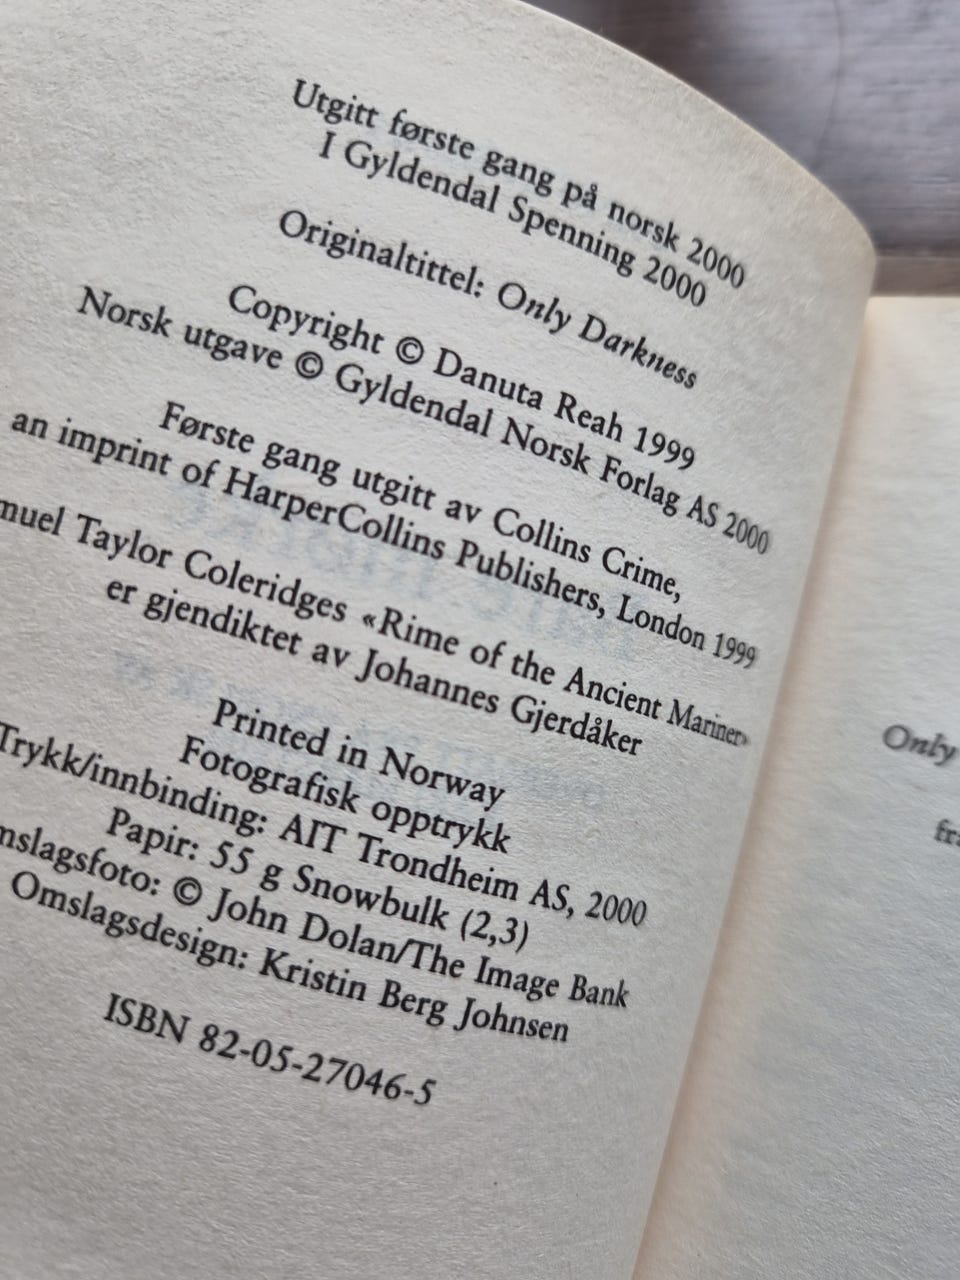 Utgitt første gang på norsk 2000
I Gyldendal Spenning 2000
Originaltittel: Only Darkness
Copyright © Danuta Reah 1999
Norsk utgave © Gyldendal Norsk Forlag AS 2000
Første gang utgitt av Collins Crime,
an imprint of HarperCollins Publishers, London 1999
muel Taylor Coleridges «Rime of the Ancient Mariner»
er gjendiktet av Johannes Gjerdåker
Printed in Norway
Fotografisk opptrykk
Trykk/innbinding: AIT Trondheim AS, 2000
Papir: 55 g Snowbulk (2,3)
mslagsfoto: © John Dolan/The Image Bank
Omslagsdesign: Kristin Berg Johnsen
ISBN 82-05-27046-5
Only